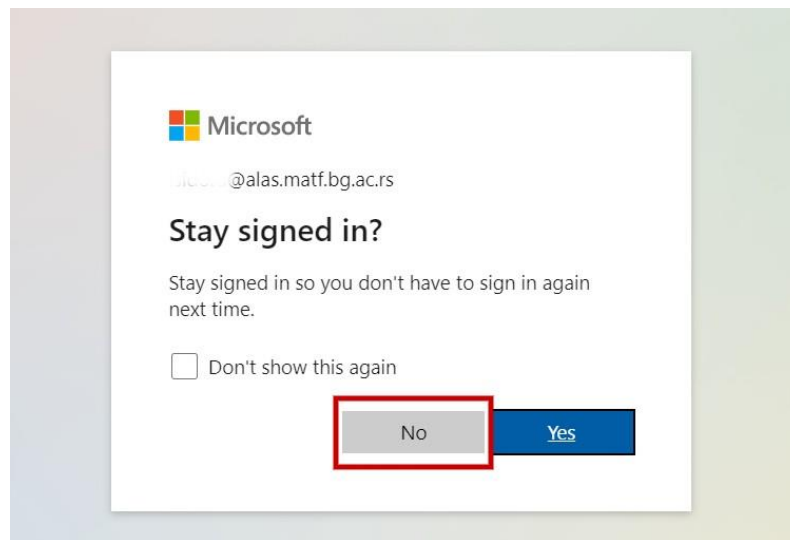 Microsoft
@alas.matf.bg.ac.rs
Stay signed in?
Stay signed in so you don't have to sign in again
next time.
Don't show this again
No Yes